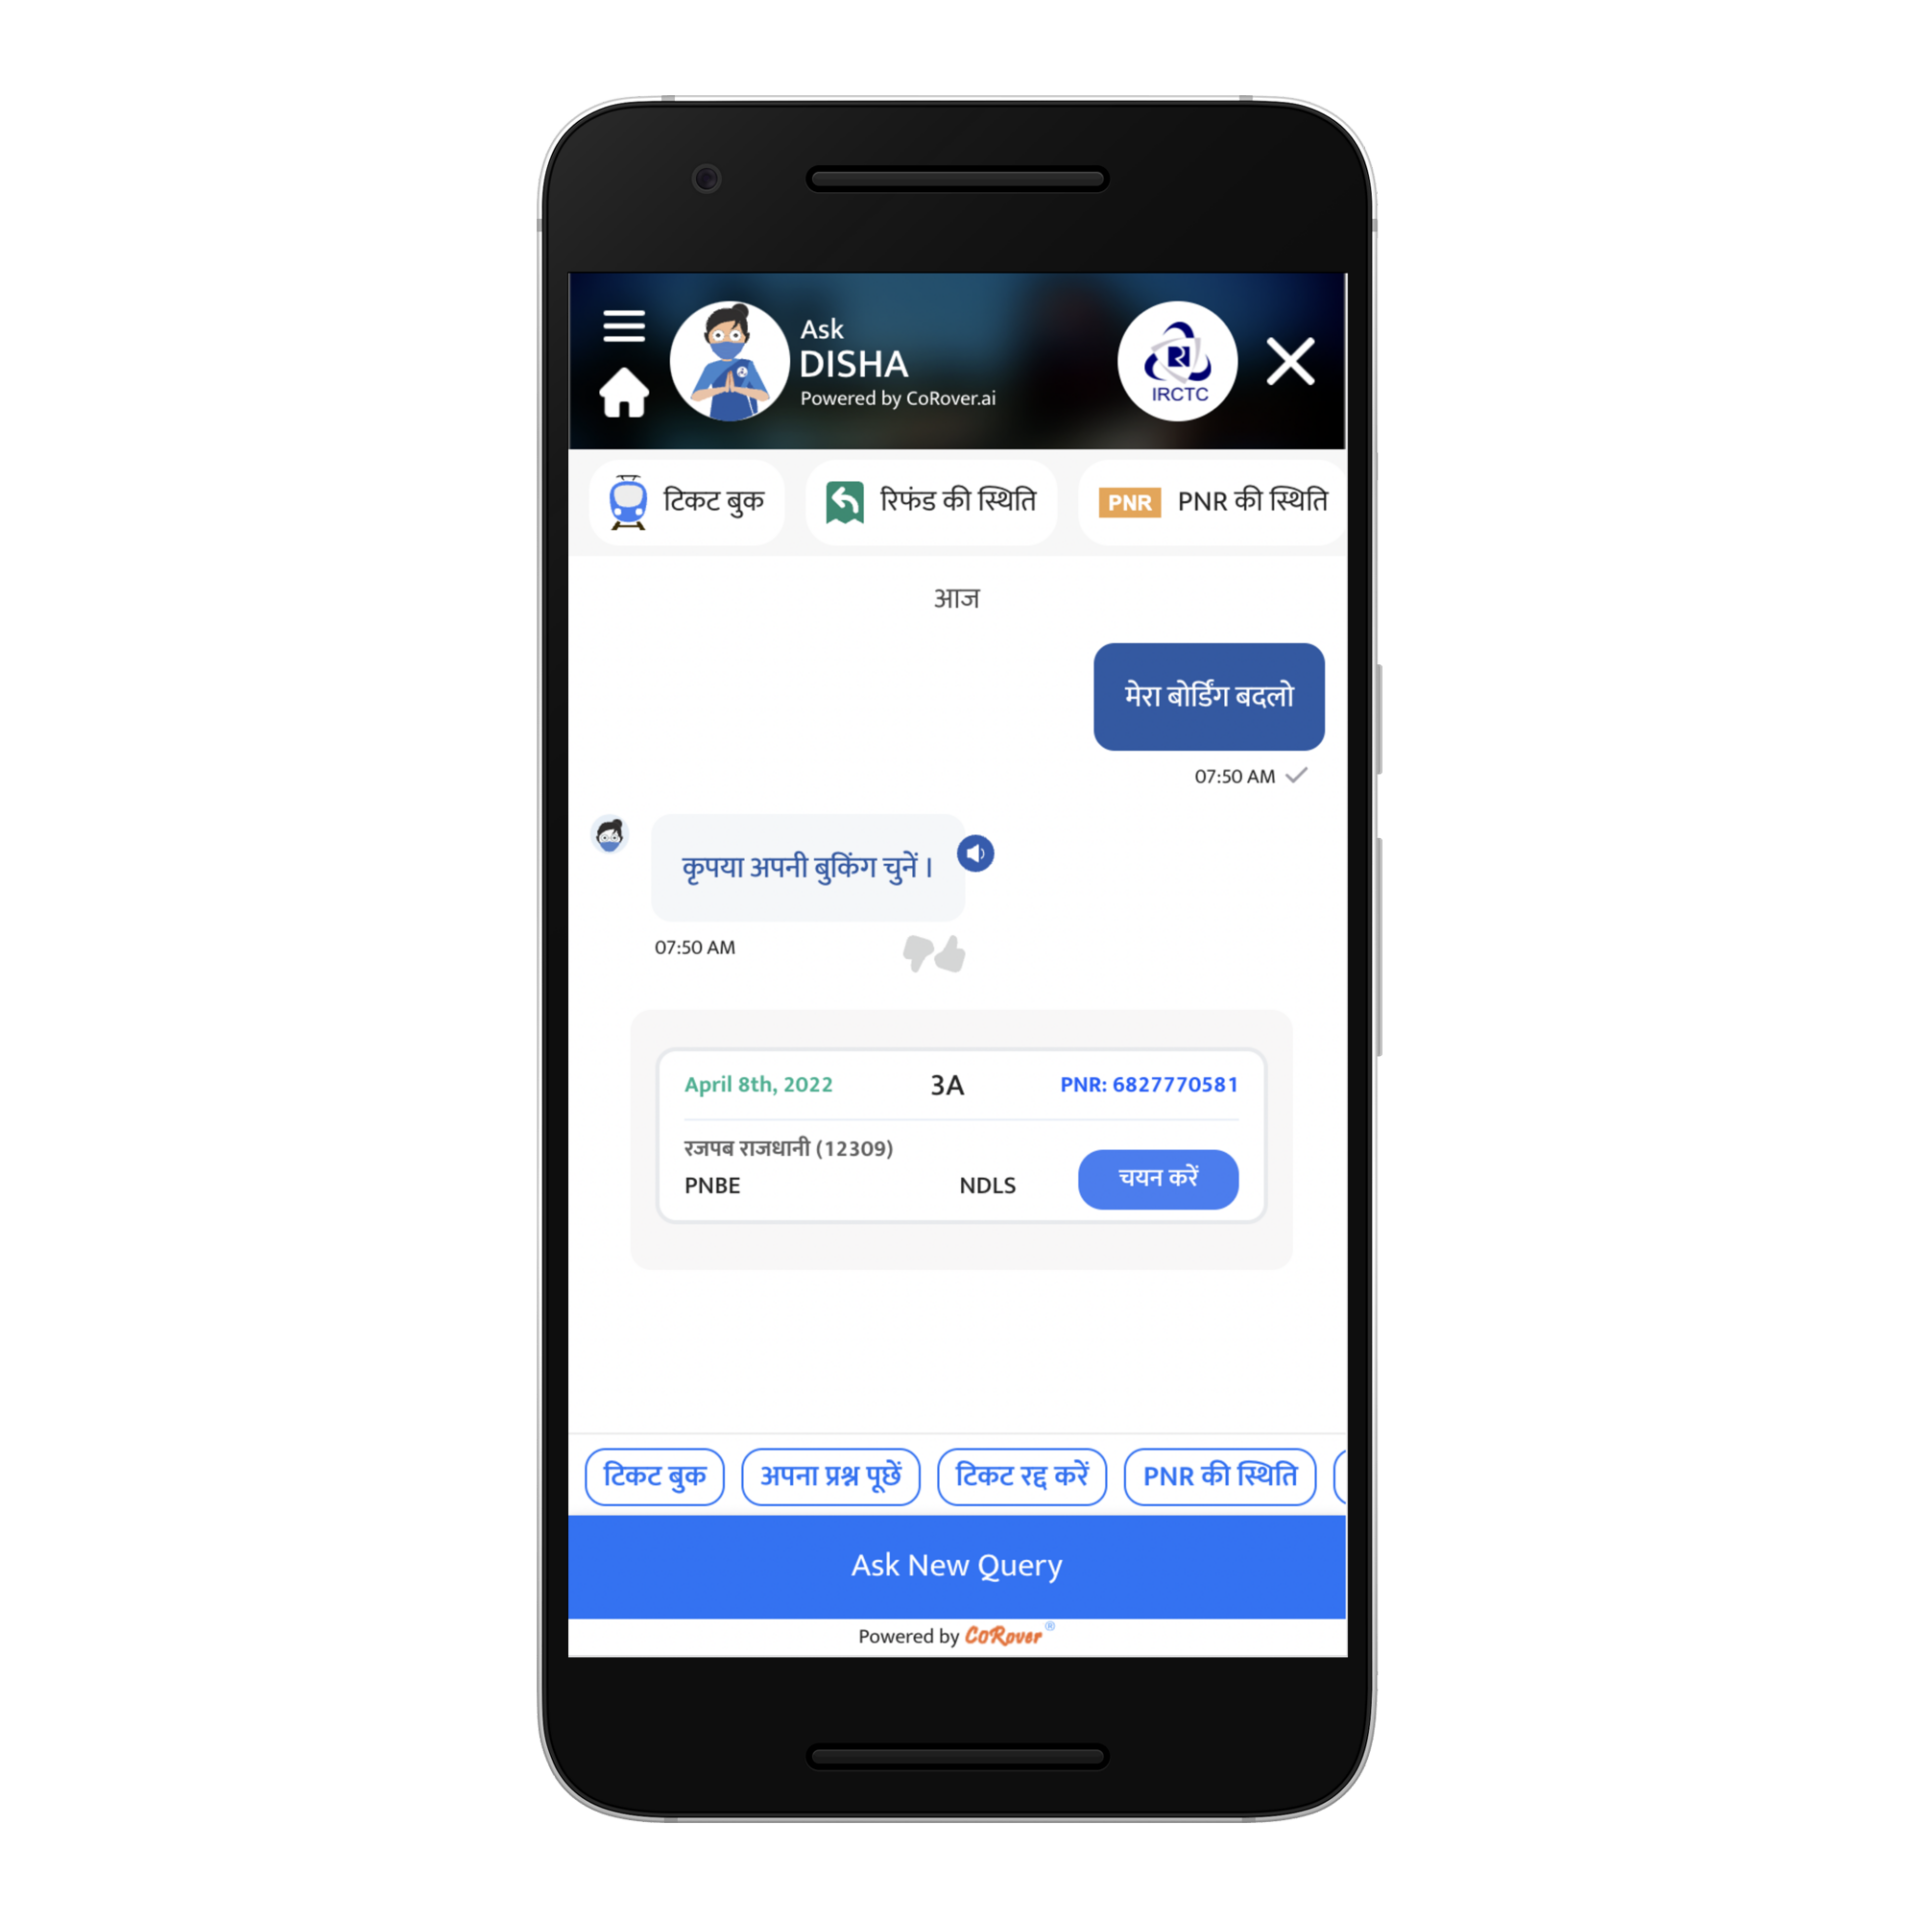 Ask
DISHA
Powered by CoRover.ai
IRCTC
टिकट बुक
रिफंड की स्थिति
PNR
PNR की स्थिति
आज
मेरा बोर्डिंग बदलो
07:50 AM
कृपया अपनी बुकिंग चुनें ।
07:50 AM
April 8th, 2022 3A PNR: 6827770581
रजपब राजधानी (12309)
PNBE NDLS
चयन करें
टिकट बुक
अपना प्रश्न पूछें
टिकट रद्द करें
PNR की स्थिति
Ask New Query
Powered by CoRover ®